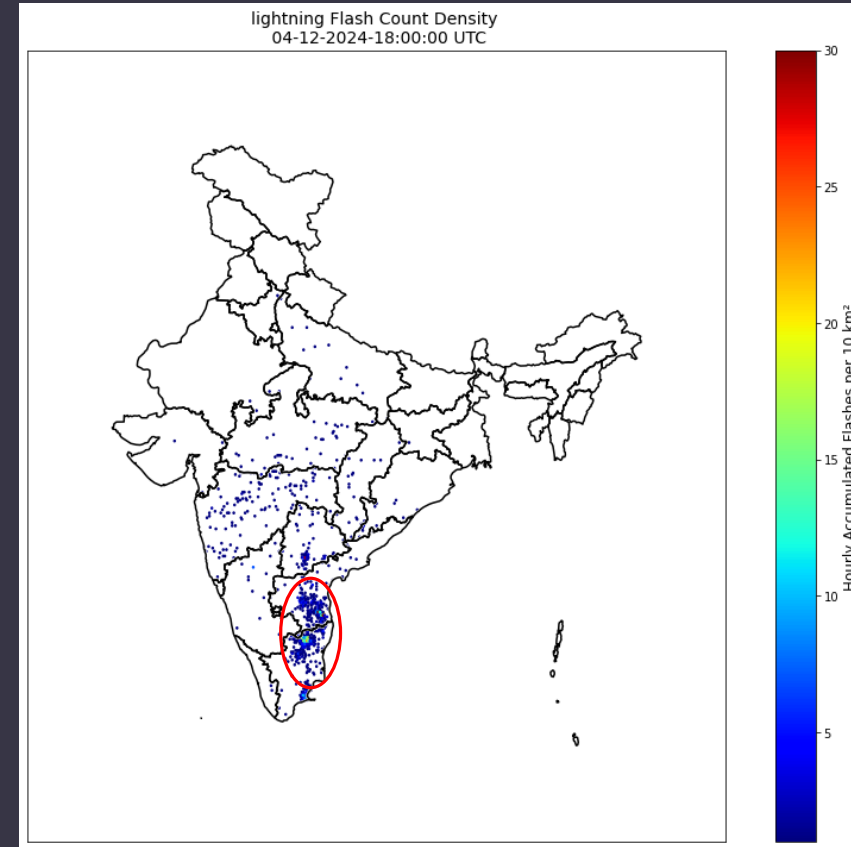 lightning Flash Count Density
04-12-2024-18:00:00 UTC
30
25
20
15
10
5
Hourly Accumulated Flashes per 10 km²